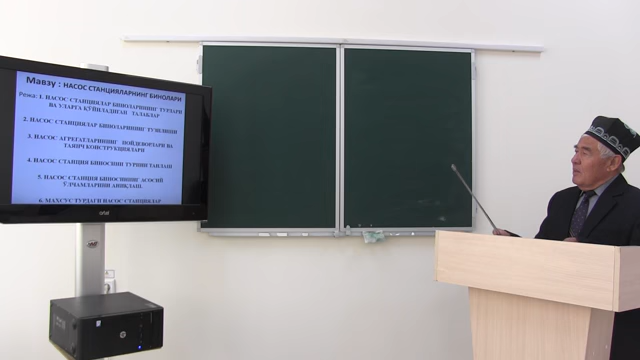 Мавзу : НАСОС СТАНЦИЯЛАРНИНГ БИНОЛАРИ
Режа: 1. НАСОС СТАНЦИЯЛАР БИНОЛАРИНИНГ ТУРЛАРИ
ВА УЛАРГА ҚЎЙИЛАДИГАН ТАЛАБЛАР
2. НАСОС СТАНЦИЯЛАР БИНОЛАРИНИНГ ТУЗИЛИШИ
3. НАСОС АГРЕГАТЛАРИНИНГ ПОЙДЕВОРЛАРИ ВА
ТАЯНЧ КОНСТРУКЦИЯЛАРИ
4. НАСОС СТАНЦИЯ БИНОСИНИ ТУРИНИ ТАНЛАШ
5. НАСОС СТАНЦИЯ БИНОСИНИНГ АСОСИЙ
ЎЛЧАМЛАРИНИ АНИҚЛАШ.
6. МАХСУС ТУРДАГИ НАСОС СТАНЦИЯЛАР
artel